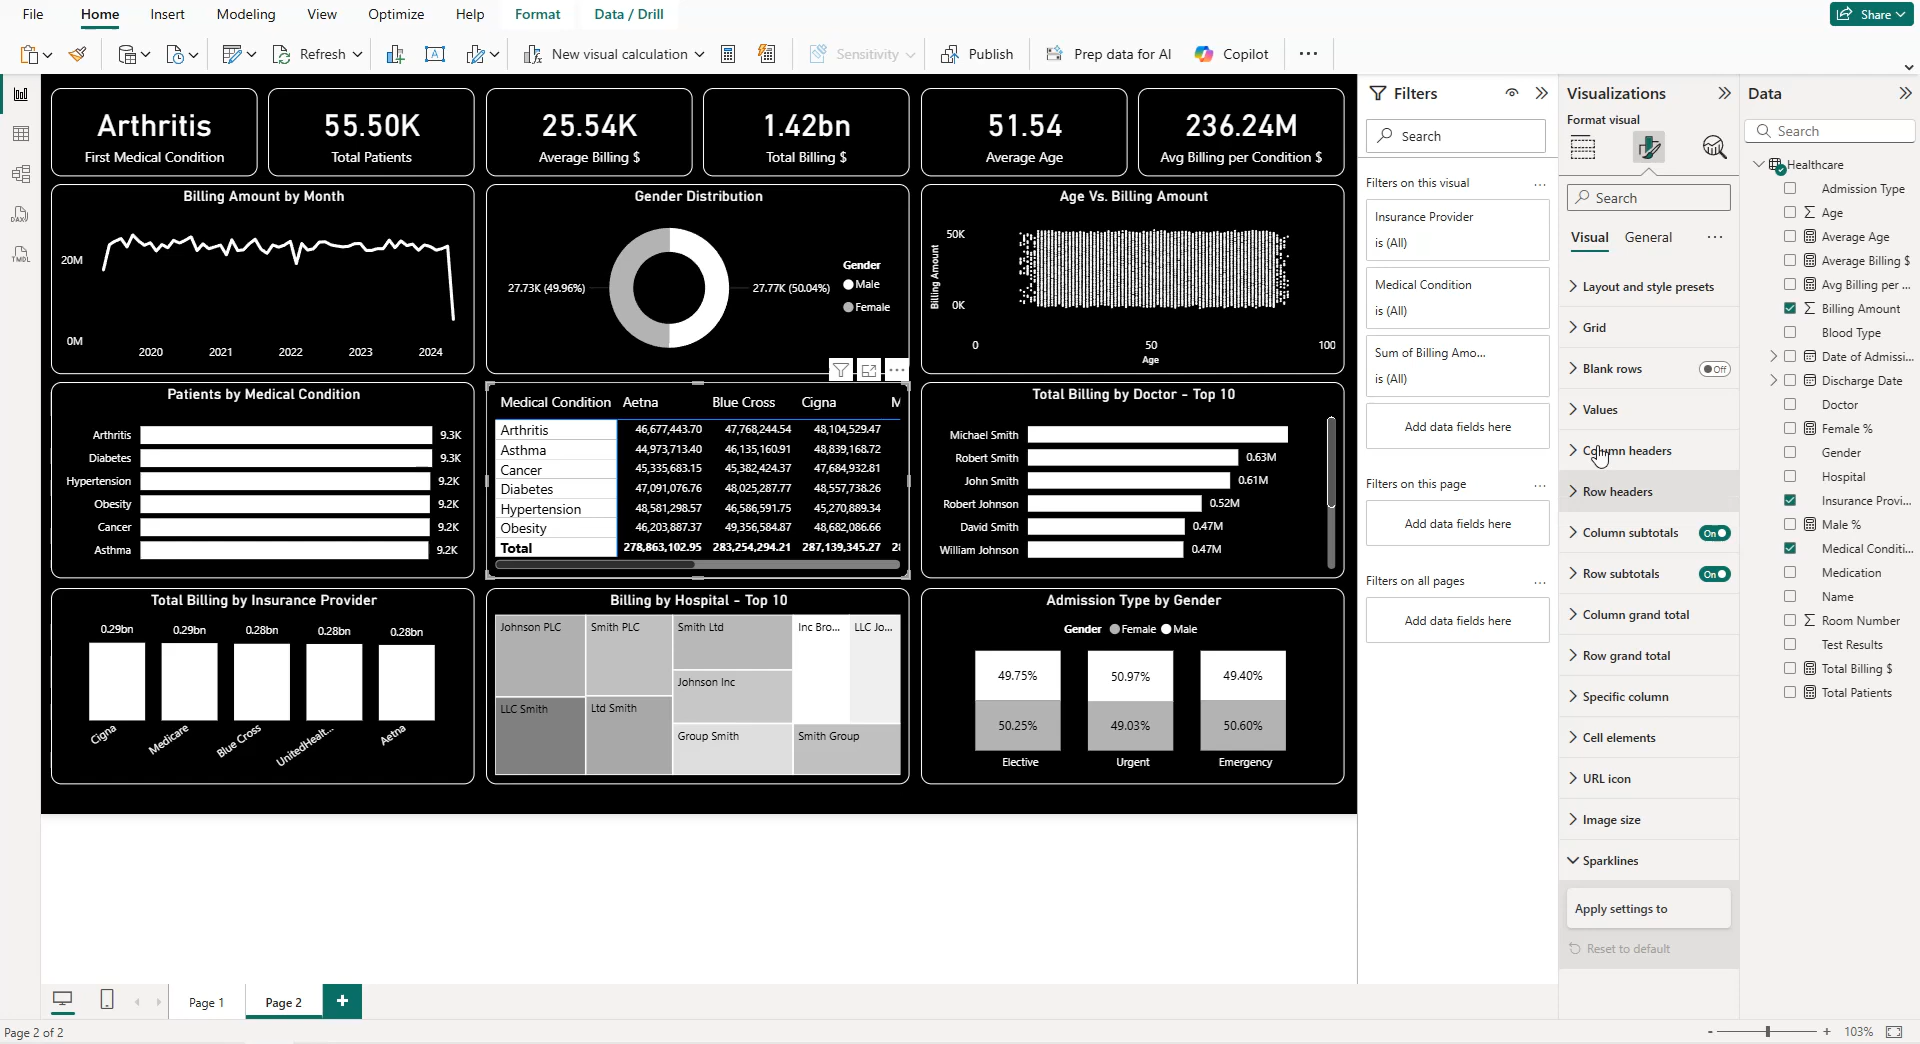 File Home Insert Modeling View Optimize Help Format Data / Drill Share
Refresh New visual calculation Sensitivity Publish Prep data for AI Copilot
Arthritis
First Medical Condition
55.50K
Total Patients
25.54K
Average Billing $
1.42bn
Total Billing $
51.54
Average Age
236.24M
Avg Billing per Condition $
Billing Amount by Month
20M
0M
2020 2021 2022 2023 2024
Gender Distribution
27.73K (49.96%)
27.77K (50.04%)
Gender
Male
Female
Age Vs. Billing Amount
Billing Amount
50K
0K
0 50 100
Age
Patients by Medical Condition
Arthritis 9.3K
Diabetes 9.3K
Hypertension 9.2K
Obesity 9.2K
Cancer 9.2K
Asthma 9.2K
Medical Condition Aetna Blue Cross Cigna M
Arthritis 46,677,443.70 47,768,244.54 48,104,529.47
Asthma 44,973,713.40 46,135,160.91 48,839,168.72
Cancer 45,335,683.15 45,382,424.37 47,684,932.81
Diabetes 47,091,076.76 48,025,287.77 48,557,738.26
Hypertension 48,581,298.57 46,586,591.75 45,270,889.34
Obesity 46,203,887.37 49,356,584.87 48,682,086.66
Total 278,863,102.95 283,254,294.21 287,139,345.27 28
Total Billing by Doctor - Top 10
Michael Smith
Robert Smith 0.63M
John Smith 0.61M
Robert Johnson 0.52M
David Smith 0.47M
William Johnson 0.47M
Total Billing by Insurance Provider
0.29bn 0.29bn 0.28bn 0.28bn 0.28bn
Cigna Medicare Blue Cross UnitedHealt... Aetna
Billing by Hospital - Top 10
Johnson PLC Smith PLC Smith Ltd Inc Bro... LLC Jo...
Johnson Inc
LLC Smith Ltd Smith
Group Smith Smith Group
Admission Type by Gender
Gender Female Male
49.75% 50.97% 49.40%
50.25% 49.03% 50.60%
Elective Urgent Emergency
Filters
Search
Filters on this visual ...
Insurance Provider
is (All)
Medical Condition
is (All)
Sum of Billing Amo...
is (All)
Add data fields here
Filters on this page ...
Add data fields here
Filters on all pages ...
Add data fields here
Visualizations
Format visual
Search
Visual General ...
Layout and style presets
Grid
Blank rows Off
Values
Column headers
Row headers
Column subtotals On
Row subtotals On
Column grand total
Row grand total
Specific column
Cell elements
URL icon
Image size
Sparklines
Apply settings to
Reset to default
Data
Search
Healthcare
Admission Type
Age
Average Age
Average Billing $
Avg Billing per ...
Billing Amount
Blood Type
Date of Admissi...
Discharge Date
Doctor
Female %
Gender
Hospital
Insurance Provi...
Male %
Medical Conditi...
Medication
Name
Room Number
Test Results
Total Billing $
Total Patients
Page 1 Page 2 +
Page 2 of 2
- + 103%